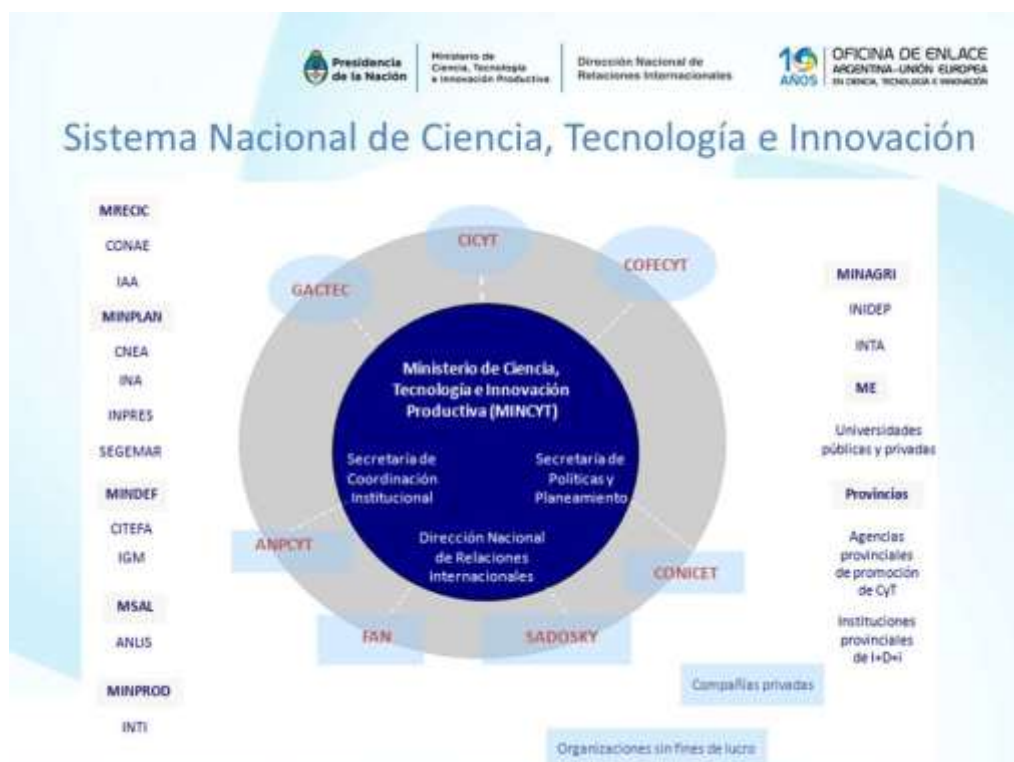 Presidencia
de la Nación
Ministerio de
Ciencia, Tecnología
e Innovación Productiva
Dirección Nacional de
Relaciones Internacionales
10
AÑOS
OFICINA DE ENLACE
ARGENTINA-UNIÓN EUROPEA
EN CIENCIA, TECNOLOGÍA E INNOVACIÓN
Sistema Nacional de Ciencia, Tecnología e Innovación
MRECIC
CONAE
IAA
MINPLAN
CNEA
INA
INPRES
SEGEMAR
MINDEF
CITEFA
IGM
MSAL
ANLIS
MINPROD
INTI
GACTEC
CICYT
COFECYT
Ministerio de Ciencia,
Tecnología e Innovación
Productiva (MINCYT)
Secretaría de
Coordinación
Institucional
Secretaría de
Políticas y
Planeamiento
Dirección Nacional
de Relaciones
Internacionales
ANPCYT
FAN
SADOSKY
CONICET
MINAGRI
INIDEP
INTA
ME
Universidades
públicas y privadas
Provincias
Agencias
provinciales
de promoción
de CyT
Instituciones
provinciales
de I+D+i
Compañías privadas
Organizaciones sin fines de lucro